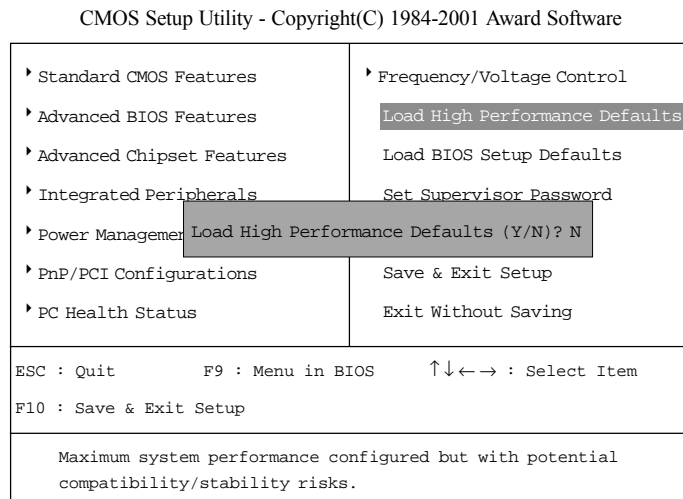 CMOS Setup Utility - Copyright(C) 1984-2001 Award Software
Standard CMOS Features
Advanced BIOS Features
Advanced Chipset Features
Integrated Peripherals
Power Managemen
PnP/PCI Configurations
PC Health Status
Frequency/Voltage Control
Load High Performance Defaults
Load BIOS Setup Defaults
Set Supervisor Password
Load High Performance Defaults (Y/N)? N
Save & Exit Setup
Exit Without Saving
ESC : Quit F9 : Menu in BIOS ↑↓←→ : Select Item
F10 : Save & Exit Setup
Maximum system performance configured but with potential
compatibility/stability risks.